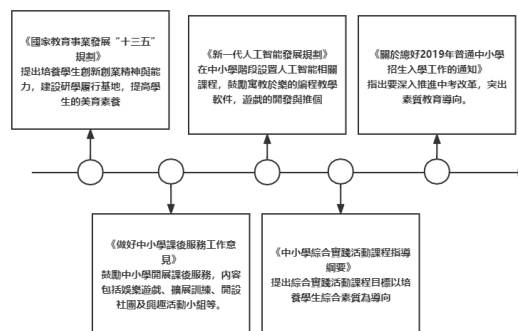 《國家教育事業發展“十三五”
規劃》
提出培養學生創新創業精神與能
力，建設研學履行基地，提高學
生的美育素養
《新一代人工智能發展規劃》
在中小學階段設置人工智能相關
課程，鼓勵寓教於樂的編程教學
軟件，遊戲的開發與推個
《關於總好2019年普通中小學
招生入學工作的通知》
指出要深入推進中考改革，突出
素質教育導向。
《做好中小學課後服務工作意
見》
鼓勵中小學開展課後服務，內容
包括娛樂遊戲、擴展訓練、開設
社團及興趣活動小組等。
《中小學綜合實踐活動課程指導
綱要》
提出綜合實踐活動課程目標以培
養學生綜合素質為導向